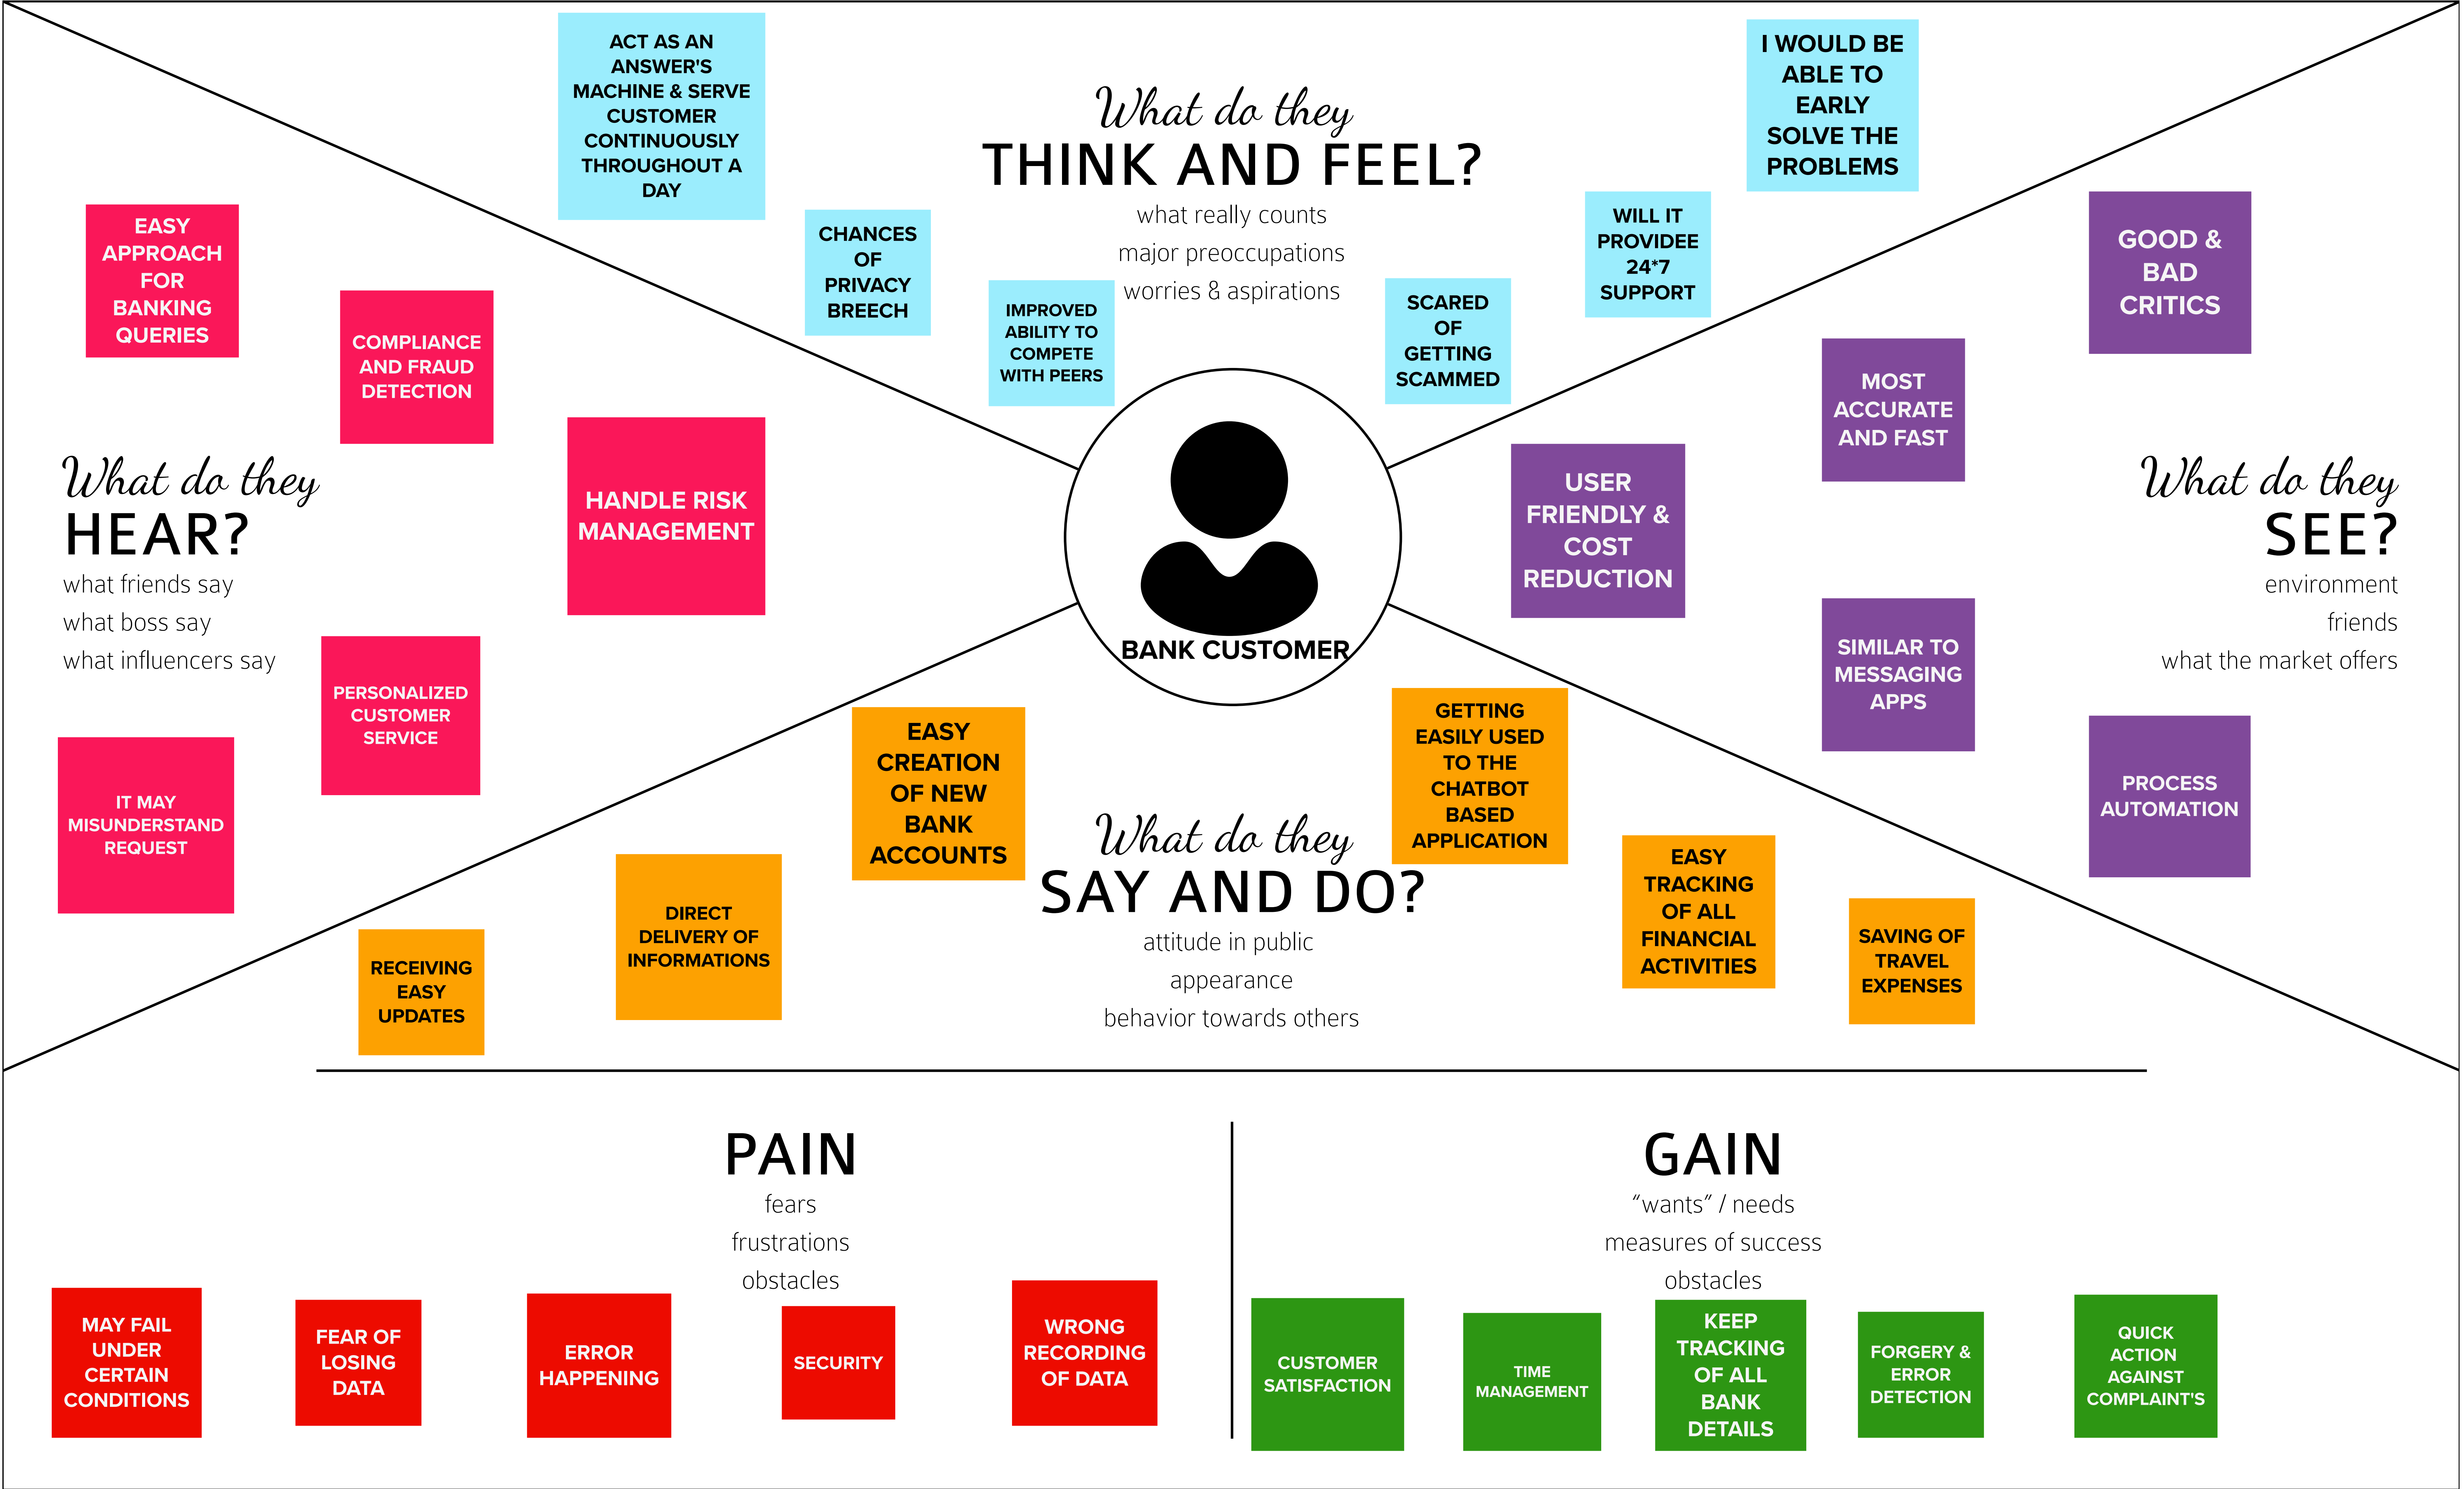 ACT AS AN
ANSWER'S
MACHINE & SERVE
CUSTOMER
CONTINUOUSLY
THROUGHOUT A
DAY
CHANCES
OF
PRIVACY
BREECH
IMPROVED
ABILITY TO
COMPETE
WITH PEERS
What do they
THINK AND FEEL?
what really counts
major preoccupations
worries & aspirations
SCARED
OF
GETTING
SCAMMED
WILL IT
PROVIDEE
24*7
SUPPORT
I WOULD BE
ABLE TO
EARLY
SOLVE THE
PROBLEMS
EASY
APPROACH
FOR
BANKING
QUERIES
COMPLIANCE
AND FRAUD
DETECTION
HANDLE RISK
MANAGEMENT
What do they
HEAR?
what friends say
what boss say
what influencers say
PERSONALIZED
CUSTOMER
SERVICE
IT MAY
MISUNDERSTAND
REQUEST
BANK CUSTOMER
GOOD &
BAD
CRITICS
MOST
ACCURATE
AND FAST
USER
FRIENDLY &
COST
REDUCTION
What do they
SEE?
environment
friends
what the market offers
SIMILAR TO
MESSAGING
APPS
PROCESS
AUTOMATION
EASY
CREATION
OF NEW
BANK
ACCOUNTS
DIRECT
DELIVERY OF
INFORMATIONS
RECEIVING
EASY
UPDATES
What do they
SAY AND DO?
attitude in public
appearance
behavior towards others
GETTING
EASILY USED
TO THE
CHATBOT
BASED
APPLICATION
EASY
TRACKING
OF ALL
FINANCIAL
ACTIVITIES
SAVING OF
TRAVEL
EXPENSES
PAIN
fears
frustrations
obstacles
MAY FAIL
UNDER
CERTAIN
CONDITIONS
FEAR OF
LOSING
DATA
ERROR
HAPPENING
SECURITY
WRONG
RECORDING
OF DATA
GAIN
"wants" / needs
measures of success
obstacles
CUSTOMER
SATISFACTION
TIME
MANAGEMENT
KEEP
TRACKING
OF ALL
BANK
DETAILS
FORGERY &
ERROR
DETECTION
QUICK
ACTION
AGAINST
COMPLAINT'S